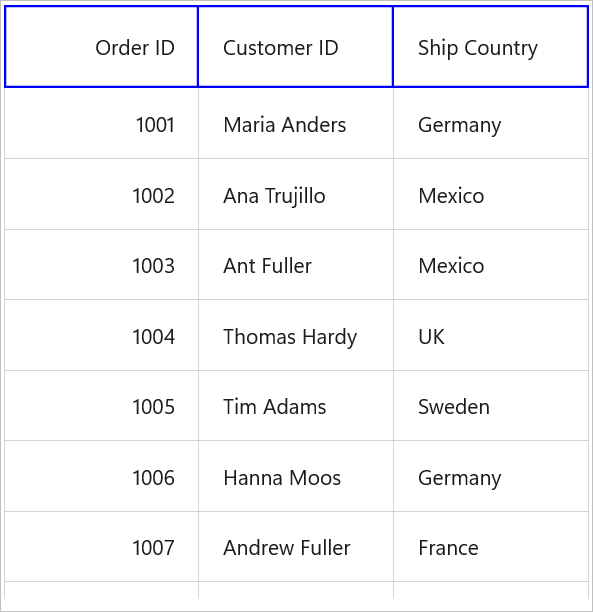 Order ID Customer ID Ship Country
1001 Maria Anders Germany
1002 Ana Trujillo Mexico
1003 Ant Fuller Mexico
1004 Thomas Hardy UK
1005 Tim Adams Sweden
1006 Hanna Moos Germany
1007 Andrew Fuller France